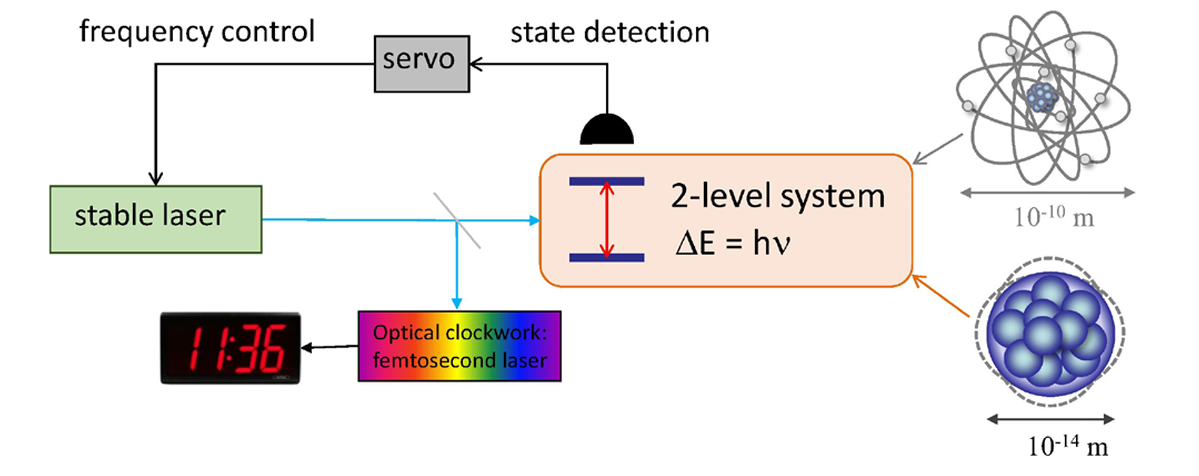 frequency control
state detection
servo
stable laser
2-level system
ΔE = hν
10⁻¹⁰ m
Optical clockwork:
femtosecond laser
11:36
10⁻¹⁴ m